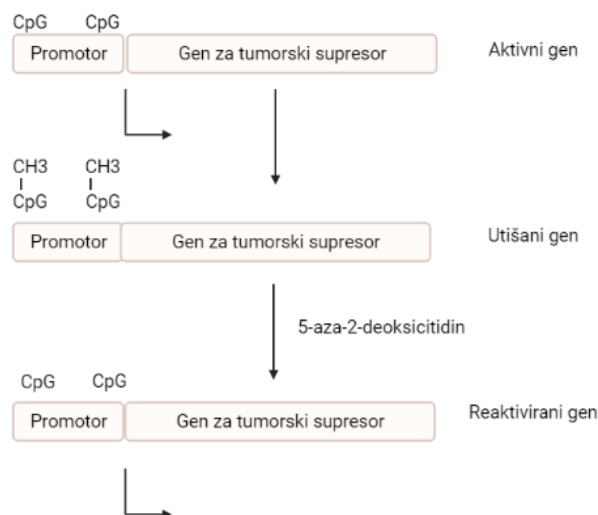 CpG CpG
Promotor Gen za tumorski supresor Aktivni gen
CH3 CH3
CpG CpG
Promotor Gen za tumorski supresor Utišani gen
5-aza-2-deoksicitidin
CpG CpG
Promotor Gen za tumorski supresor Reaktivirani gen